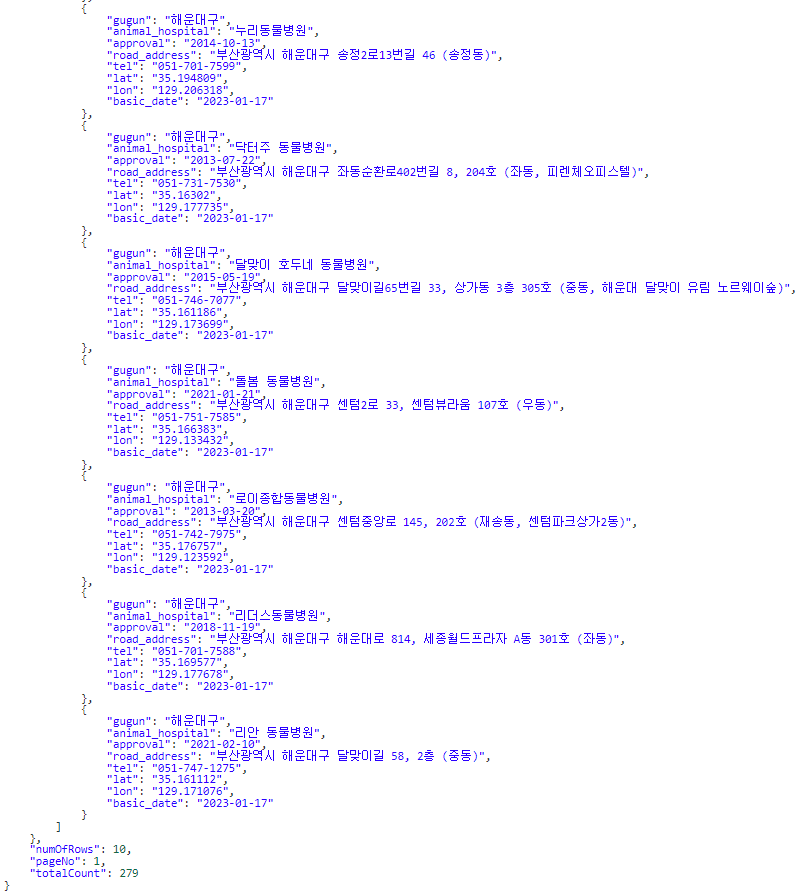 {
"gugun": "해운대구",
"animal_hospital": "누리동물병원",
"approval": "2014-10-13",
"road_address": "부산광역시 해운대구 송정2로13번길 46 (송정동)",
"tel": "051-701-7599",
"lat": "35.194809",
"lon": "129.206318",
"basic_date": "2023-01-17"
},
{
"gugun": "해운대구",
"animal_hospital": "닥터주 동물병원",
"approval": "2013-07-22",
"road_address": "부산광역시 해운대구 좌동순환로402번길 8, 204호 (좌동, 피렌체오피스텔)",
"tel": "051-731-7530",
"lat": "35.16302",
"lon": "129.177735",
"basic_date": "2023-01-17"
},
{
"gugun": "해운대구",
"animal_hospital": "달맞이 호두네 동물병원",
"approval": "2015-05-19",
"road_address": "부산광역시 해운대구 달맞이길65번길 33, 상가동 3층 305호 (중동, 해운대 달맞이 유림 노르웨이숲)",
"tel": "051-746-7077",
"lat": "35.161186",
"lon": "129.173699",
"basic_date": "2023-01-17"
},
{
"gugun": "해운대구",
"animal_hospital": "돌봄 동물병원",
"approval": "2021-01-21",
"road_address": "부산광역시 해운대구 센텀2로 33, 센텀뷰라움 107호 (우동)",
"tel": "051-751-7585",
"lat": "35.166383",
"lon": "129.133432",
"basic_date": "2023-01-17"
},
{
"gugun": "해운대구",
"animal_hospital": "로이종합동물병원",
"approval": "2013-03-20",
"road_address": "부산광역시 해운대구 센텀중앙로 145, 202호 (재송동, 센텀파크상가2동)",
"tel": "051-742-7975",
"lat": "35.176757",
"lon": "129.123592",
"basic_date": "2023-01-17"
},
{
"gugun": "해운대구",
"animal_hospital": "리더스동물병원",
"approval": "2018-11-19",
"road_address": "부산광역시 해운대구 해운대로 814, 세종월드프라자 A동 301호 (좌동)",
"tel": "051-701-7588",
"lat": "35.169577",
"lon": "129.177678",
"basic_date": "2023-01-17"
},
{
"gugun": "해운대구",
"animal_hospital": "리안 동물병원",
"approval": "2021-02-10",
"road_address": "부산광역시 해운대구 달맞이길 58, 2층 (중동)",
"tel": "051-747-1275",
"lat": "35.161112",
"lon": "129.171076",
"basic_date": "2023-01-17"
}
]
},
"numOfRows": 10,
"pageNo": 1,
"totalCount": 279
}